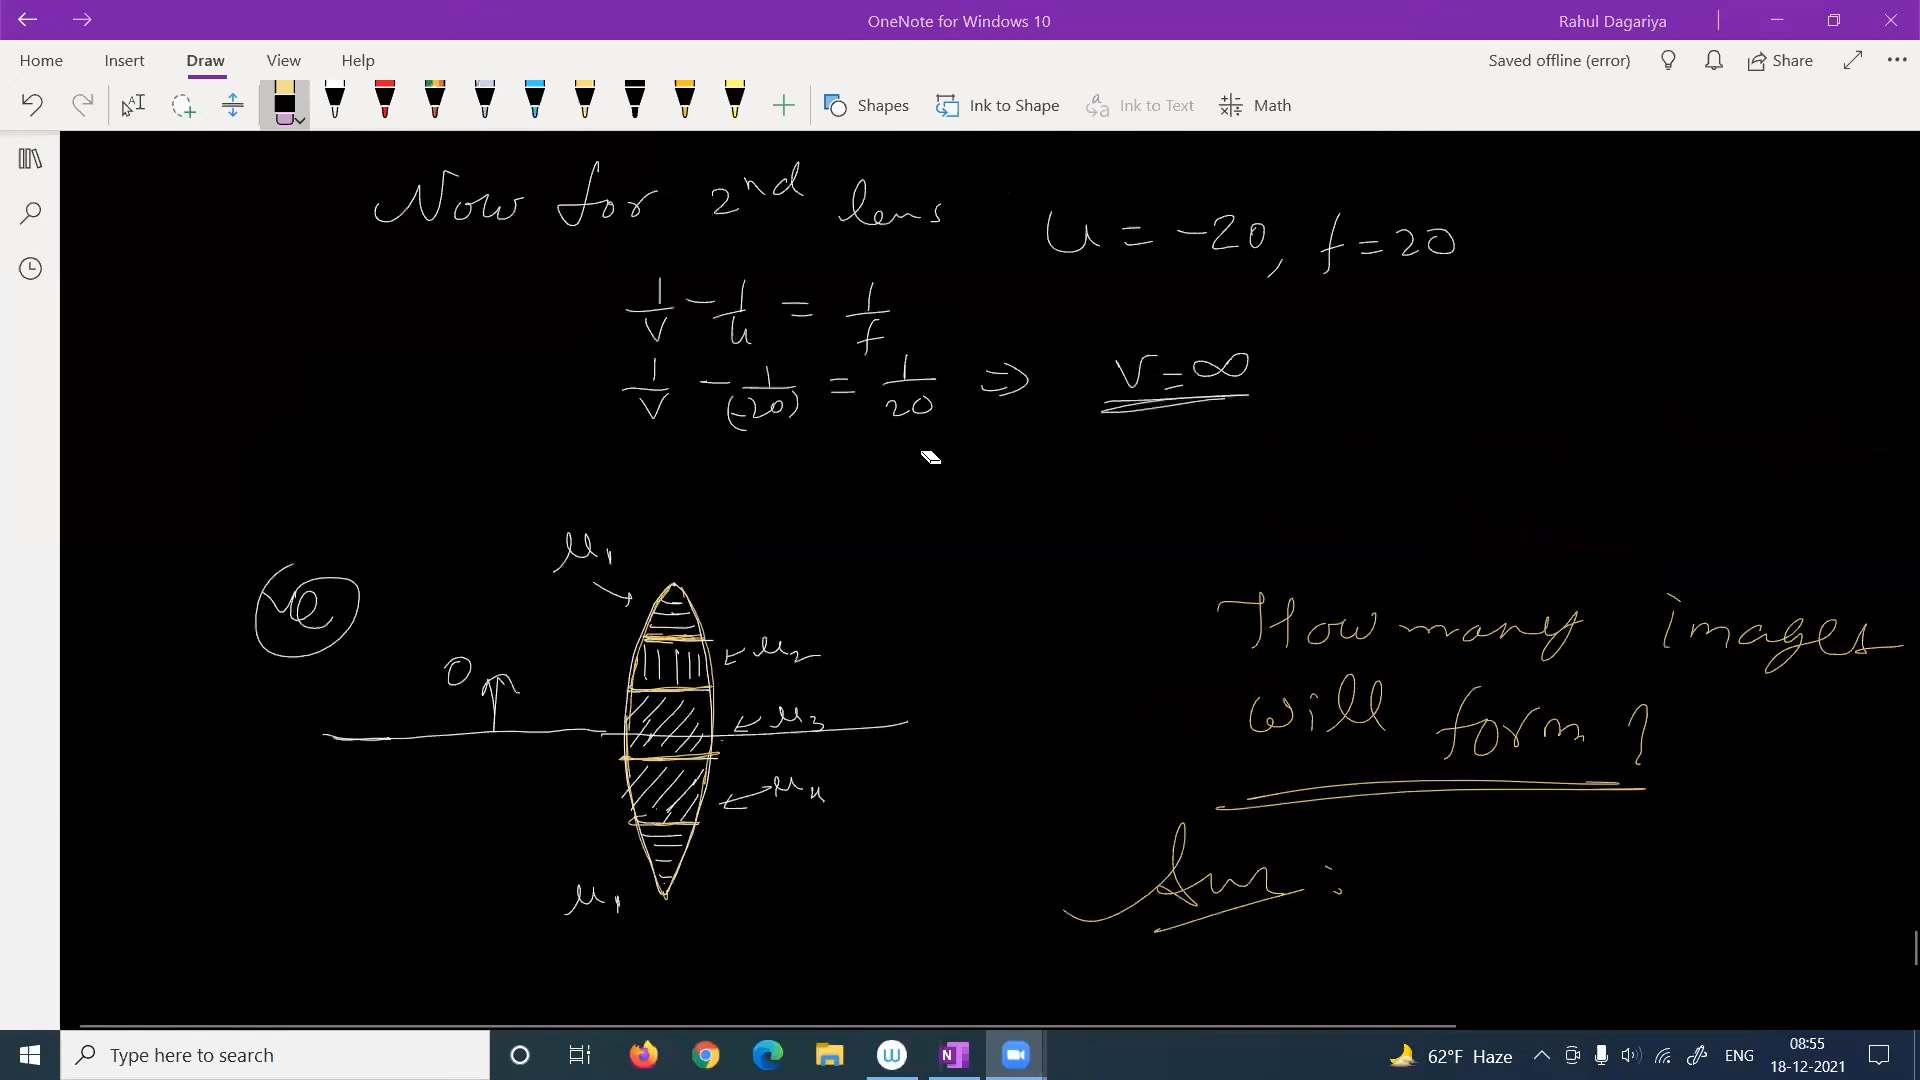 OneNote for Windows 10
Rahul Dagariya
Home Insert Draw View Help
Saved offline (error) Share
Shapes Ink to Shape Ink to Text Math
Now for 2nd lens u = -20, f = 20
1/v - 1/u = 1/f
1/v - 1/(-20) = 1/20 ⇒ v = ∞
μ1
Q
O
μ2
μ3
μ4
μ1
How many images
will form?
Ans:
Type here to search
62°F Haze
ENG
08:55
18-12-2021